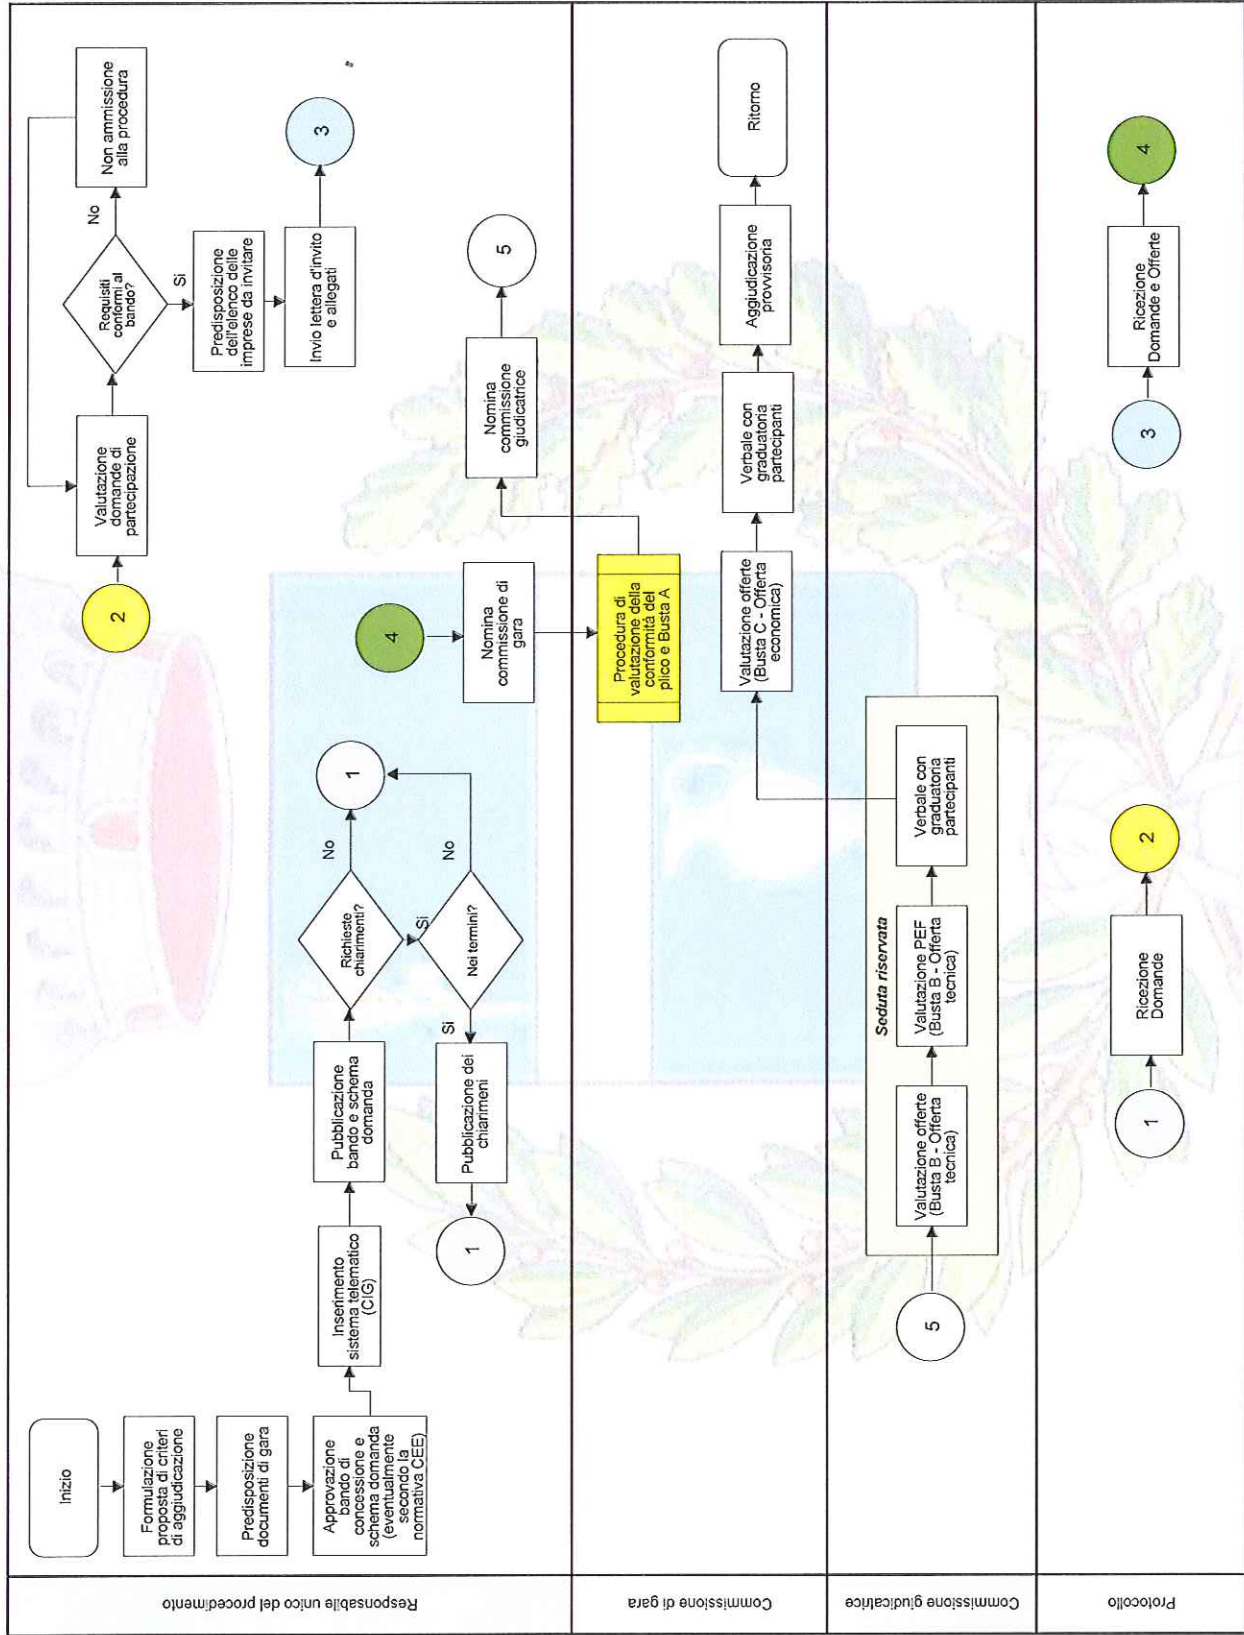 Responsabile unico del procedimento
Inizio
Formulazione
proposta di criteri
di aggiudicazione
Predisposizione
documenti di gara
Approvazione
bando di
concessione e
schema domanda
(eventualmente
secondo la
normativa CEE)
Inserimento
sistema telematico
(CIG)
Pubblicazione
bando e schema
domanda
Richieste
chiarimenti?
No
1
Si
Nei termini?
No
Si
Pubblicazione dei
chiarimeni
1
2
Valutazione
domande di
partecipazione
Requisiti
conformi al
bando?
No
Non ammissione
alla procedura
Si
Predisposizione
dell'elenco delle
imprese da invitare
Invio lettera d'invito
e allegati
3
4
Nomina
commissione di
gara
Nomina
commissione
giudicatrice
5
Commissione di gara
Procedura di
valutazione della
conformità del
plico e Busta A
Valutazione offerte
(Busta C - Offerta
economica)
Verbale con
graduatoria
partecipanti
Aggiudicazione
provvisoria
Ritorno
Commissione giudicatrice
5
Seduta riservata
Valutazione offerte
(Busta B - Offerta
tecnica)
Valutazione PEF
(Busta B - Offerta
tecnica)
Verbale con
graduatoria
partecipanti
Protocollo
1
Ricezione
Domande
2
3
Ricezione
Domande e Offerte
4